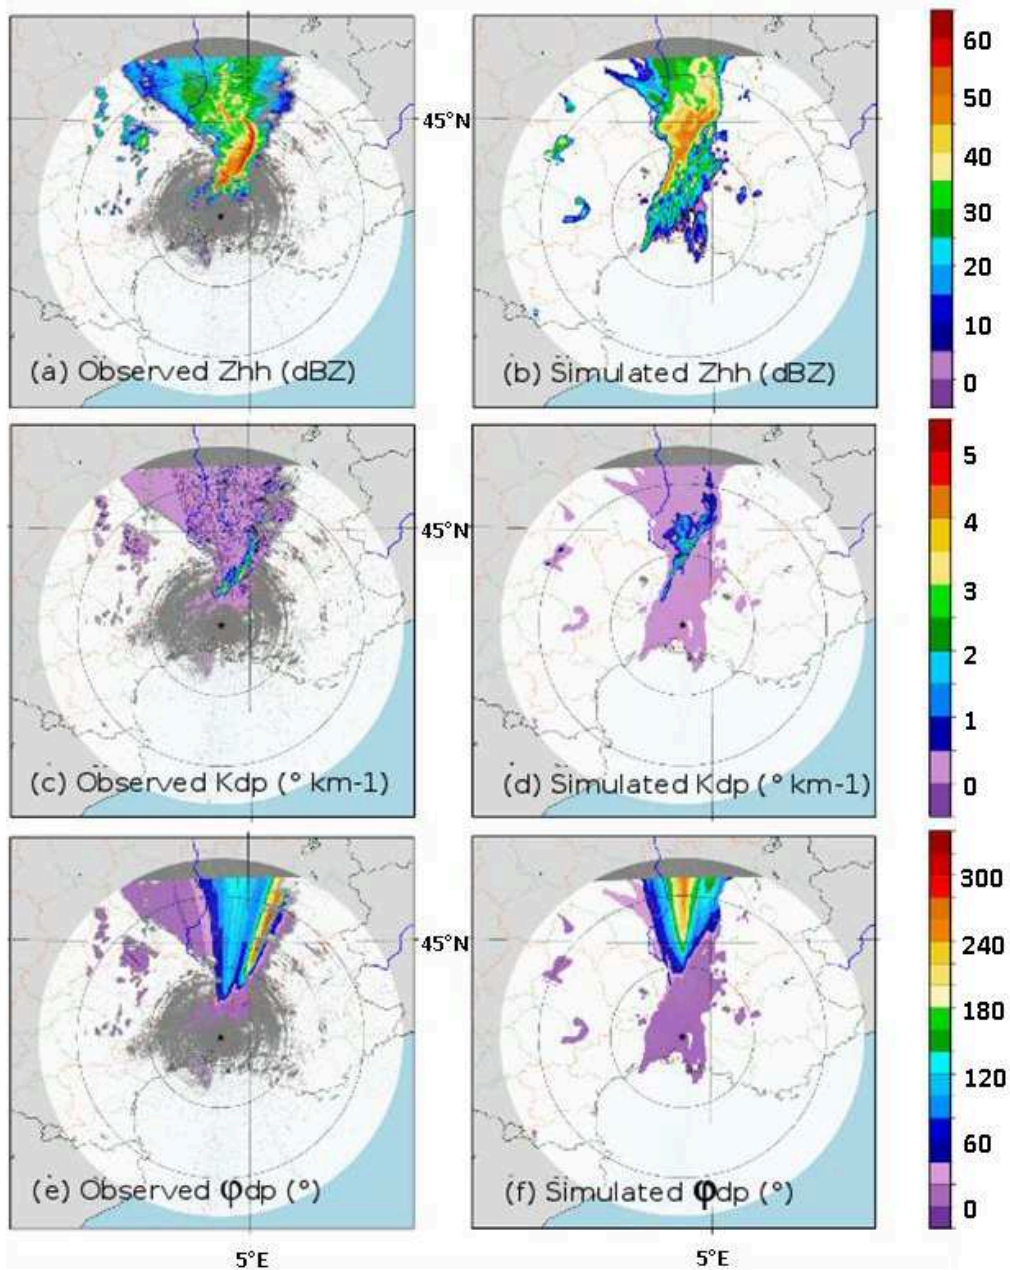 60
50
45°N
40
30
20
10
(a) Observed Zhh (dBZ)
(b) Simulated Zhh (dBZ)
0
5
45°N
4
3
2
1
(c) Observed Kdp (° km-1)
(d) Simulated Kdp (° km-1)
0
300
45°N
240
180
120
60
(e) Observed φdp (°)
(f) Simulated φdp (°)
0
5°E
5°E